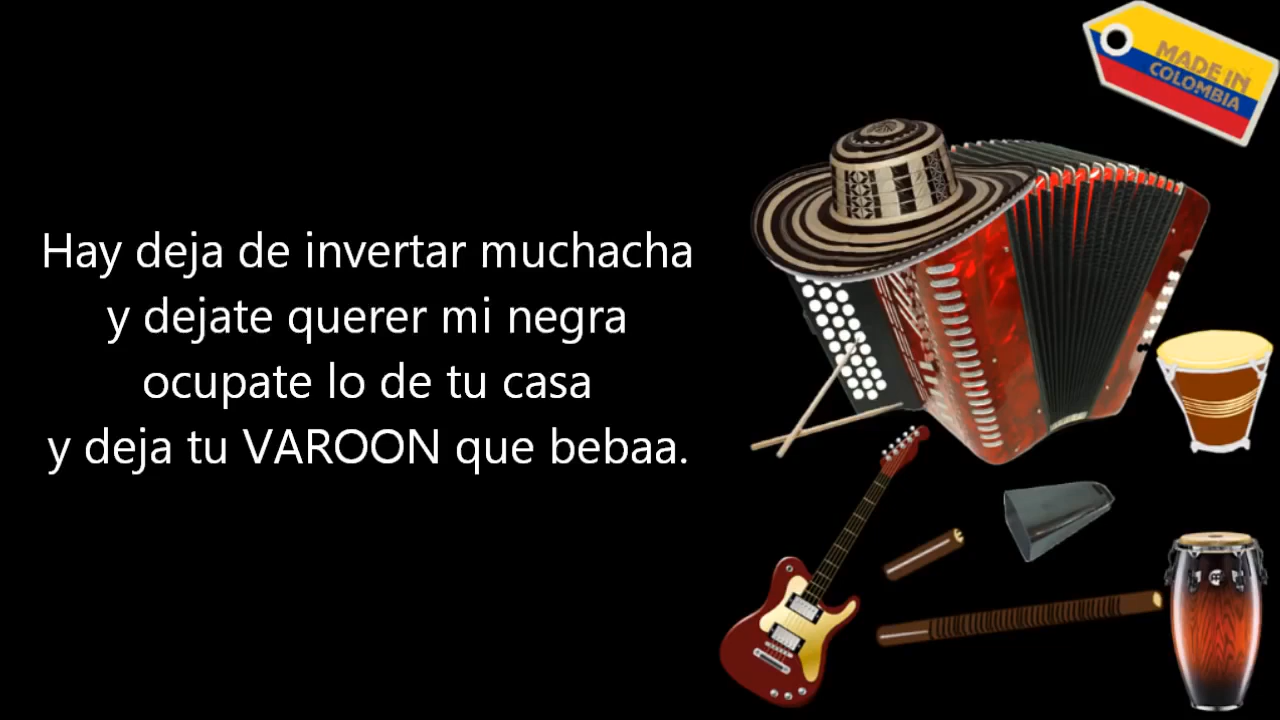 MADE IN
COLOMBIA
Hay deja de invertar muchacha
y dejate querer mi negra
ocupate lo de tu casa
y deja tu VAROON que bebaa.